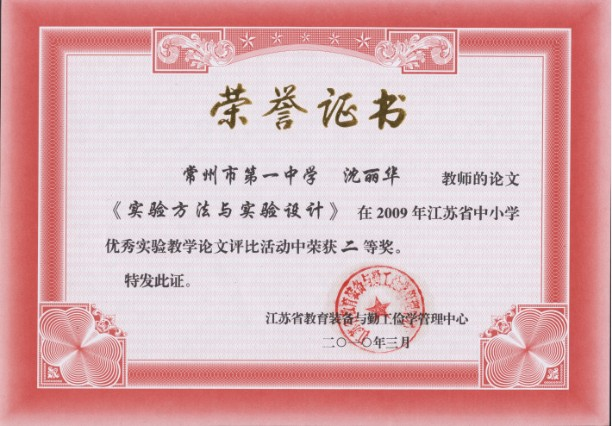 荣誉证书
常州市第一中学 沈丽华 教师的论文
《实验方法与实验设计》在2009年江苏省中小学
优秀实验教学论文评比活动中荣获二等奖。
特发此证。
江苏省教育装备与勤工俭学管理中心
二〇一〇年三月